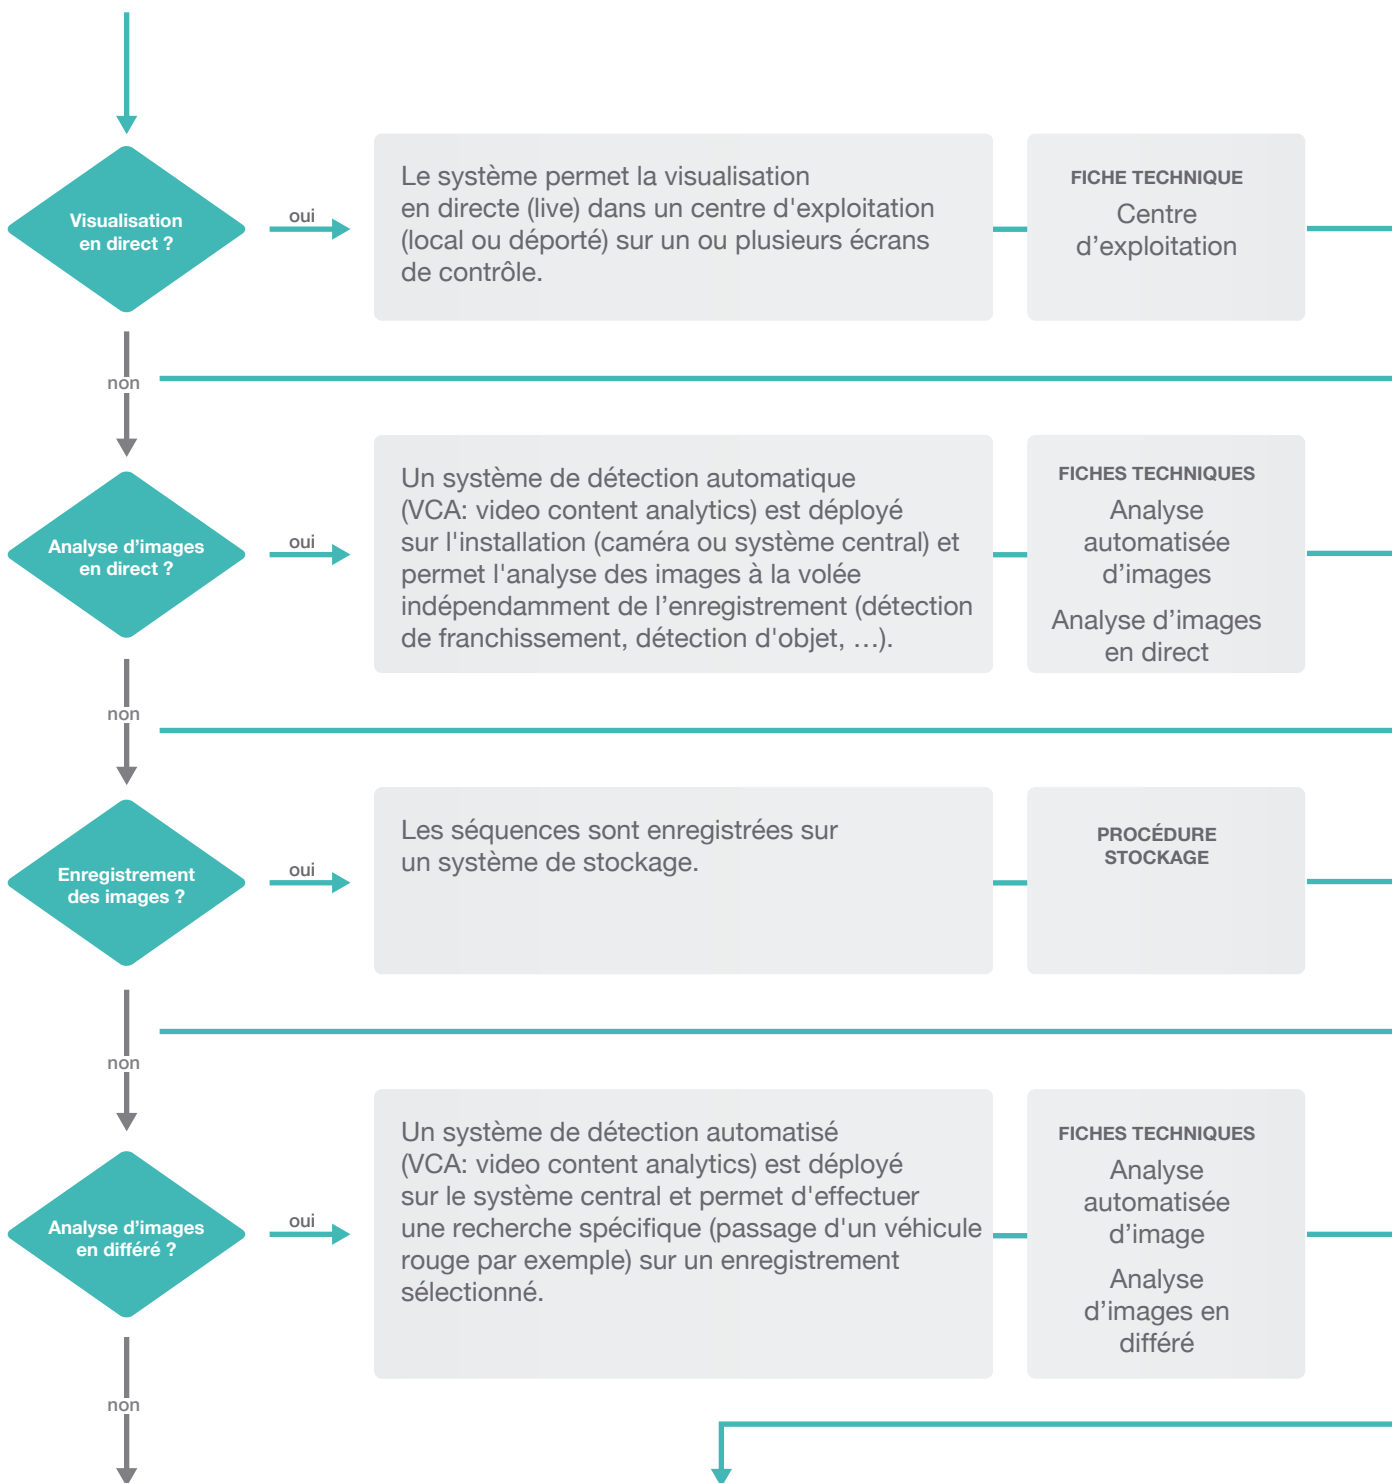 Visualisation
en direct ?
oui
Le système permet la visualisation
en directe (live) dans un centre d'exploitation
(local ou déporté) sur un ou plusieurs écrans
de contrôle.
FICHE TECHNIQUE
Centre
d’exploitation
non
Analyse d’images
en direct ?
oui
Un système de détection automatique
(VCA: video content analytics) est déployé
sur l'installation (caméra ou système central) et
permet l'analyse des images à la volée
indépendamment de l’enregistrement (détection
de franchissement, détection d'objet, …).
FICHES TECHNIQUES
Analyse
automatisée
d’images
Analyse d’images
en direct
non
Enregistrement
des images ?
oui
Les séquences sont enregistrées sur
un système de stockage.
PROCÉDURE
STOCKAGE
non
Analyse d’images
en différé ?
oui
Un système de détection automatisé
(VCA: video content analytics) est déployé
sur le système central et permet d'effectuer
une recherche spécifique (passage d'un véhicule
rouge par exemple) sur un enregistrement
sélectionné.
FICHES TECHNIQUES
Analyse
automatisée
d’image
Analyse
d’images en
différé
non